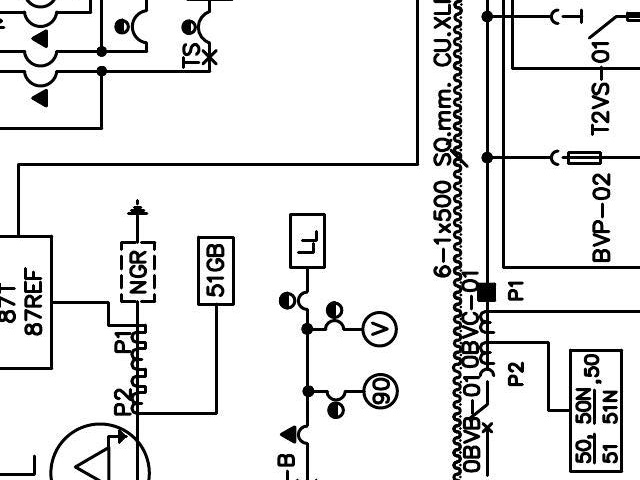 TS
6-1x500 SQ.mm. CU.XL
T2VS-01
BVP-02
87T
87REF
NGR
51GB
LL
P1
P2
V
90
0BVC-01
0BVB-01
P1
P2
50, 50N,50
51 51N
-B